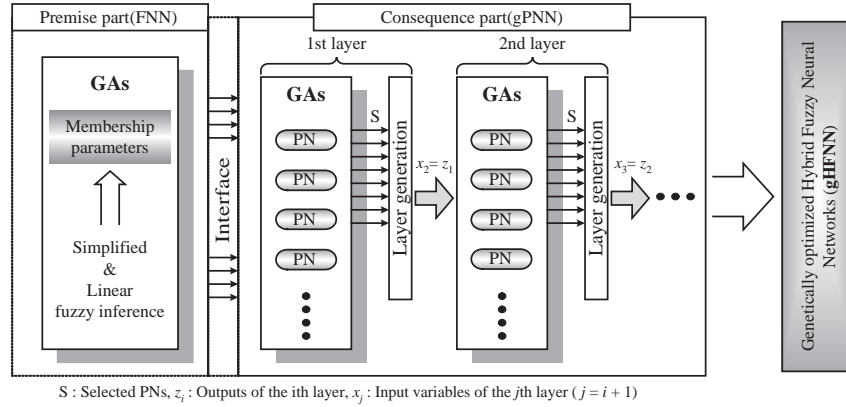 Premise part(FNN)
Consequence part(gPNN)
1st layer
2nd layer
GAs
Membership
parameters
Simplified
&
Linear
fuzzy inference
Interface
GAs
PN
PN
PN
PN
S
Layer generation
x2= z1
GAs
PN
PN
PN
PN
S
Layer generation
x3= z2
Genetically optimized Hybrid Fuzzy Neural
Networks (gHFNN)
S : Selected PNs, zi : Outputs of the ith layer, xj : Input variables of the jth layer ( j = i + 1)